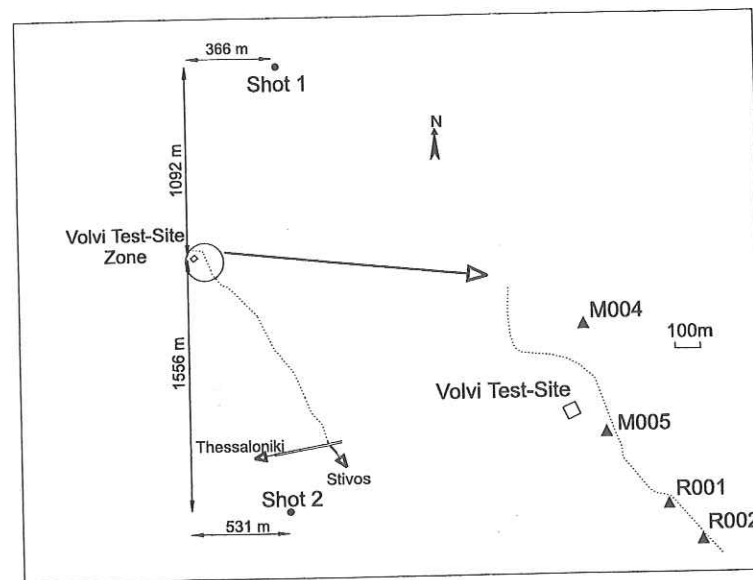 366 m
Shot 1
N
1092 m
Volvi Test-Site
Zone
M004
100m
1556 m
Volvi Test-Site
M005
Thessaloniki
Stivos
R001
Shot 2
R002
531 m